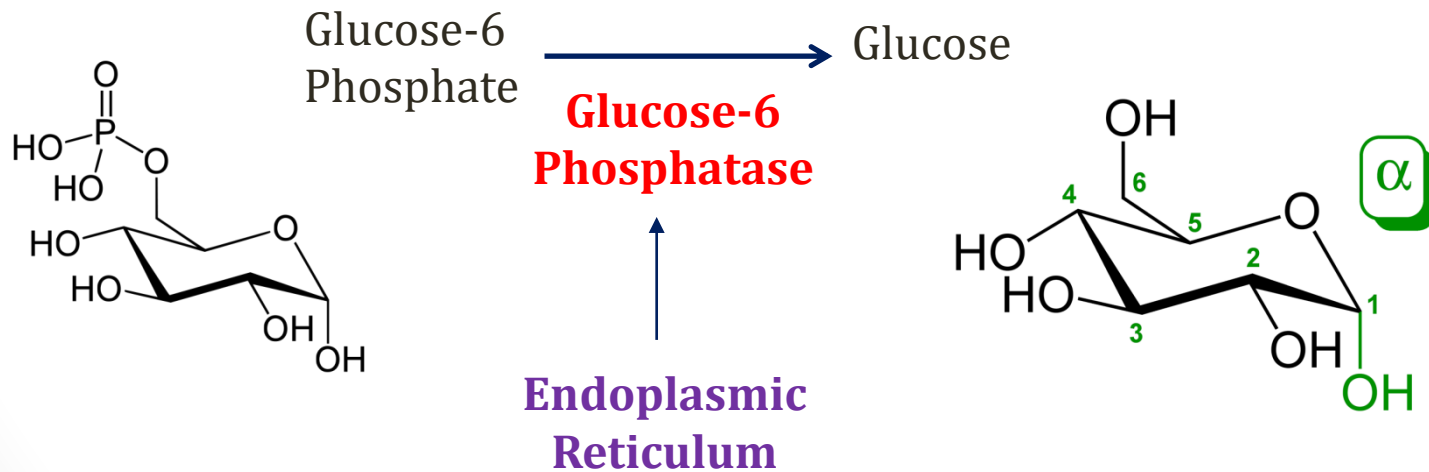 Glucose-6
Phosphate
Glucose
Glucose-6
Phosphatase
Endoplasmic
Reticulum
O
HO
P
HO
O
HO
O
HO
OH
OH
OH
α
6
4
5
O
HO
2
HO
1
3
OH
OH